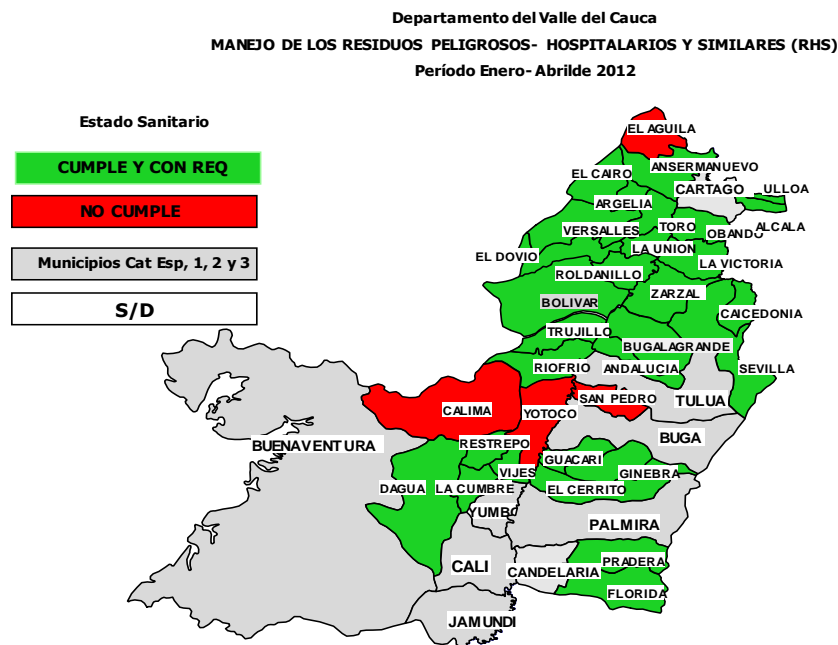 Departamento del Valle del Cauca
MANEJO DE LOS RESIDUOS PELIGROSOS- HOSPITALARIOS Y SIMILARES (RHS)
Período Enero- Abrilde 2012
Estado Sanitario
CUMPLE Y CON REQ
NO CUMPLE
Municipios Cat Esp, 1, 2 y 3
S/D
EL AGUILA
ANSERMANUEVO
EL CAIRO
CARTAGO
ULLOA
ARGELIA
TORO
ALCALA
VERSALLES
OBANDO
LA UNION
EL DOVIO
LA VICTORIA
ROLDANILLO
ZARZAL
BOLIVAR
CAICEDONIA
TRUJILLO
BUGALAGRANDE
RIOFRIO
ANDALUCIA
SEVILLA
SAN PEDRO
TULUA
CALIMA
YOTOCO
BUGA
BUENAVENTURA
RESTREPO
GUACARI
VIJES
GINEBRA
DAGUA
LA CUMBRE
EL CERRITO
YUMBO
PALMIRA
CALI
CANDELARIA
PRADERA
FLORIDA
JAMUNDI